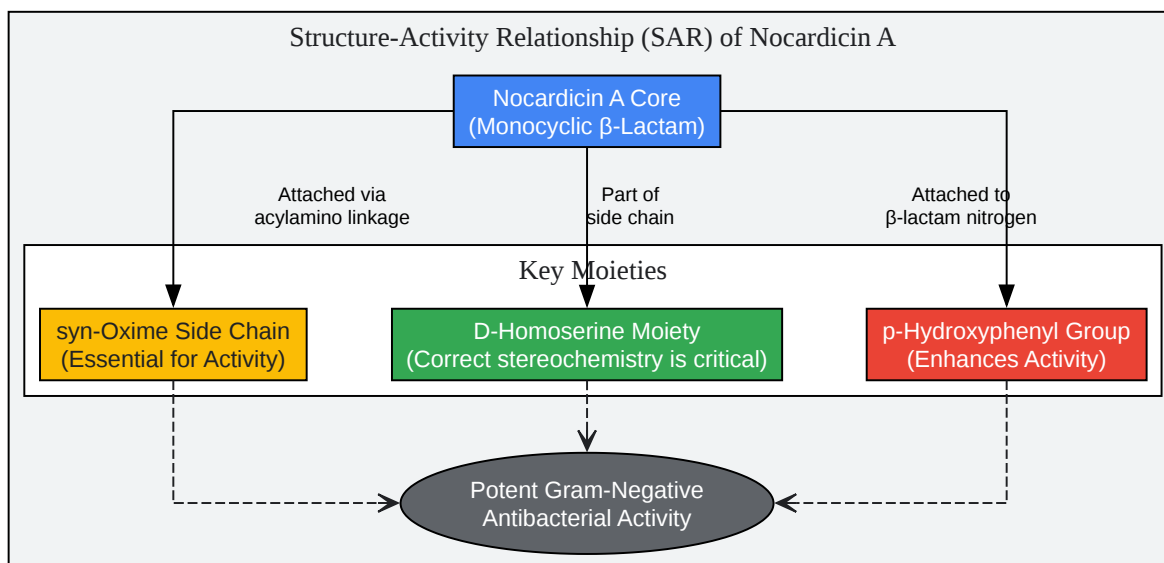 Structure-Activity Relationship (SAR) of Nocardicin A
Nocardicin A Core
(Monocyclic β-Lactam)
Attached via
acylamino linkage
Part of
side chain
Attached to
β-lactam nitrogen
Key Moieties
syn-Oxime Side Chain
(Essential for Activity)
D-Homoserine Moiety
(Correct stereochemistry is critical)
p-Hydroxyphenyl Group
(Enhances Activity)
Potent Gram-Negative
Antibacterial Activity